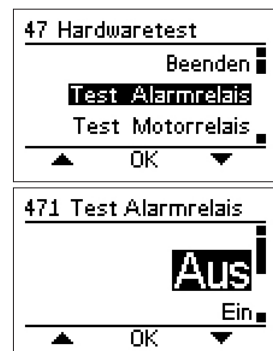 47 Hardwaretest
Beenden
Test Alarmrelais
Test Motorrelais
OK
471 Test Alarmrelais
Aus
Ein
OK